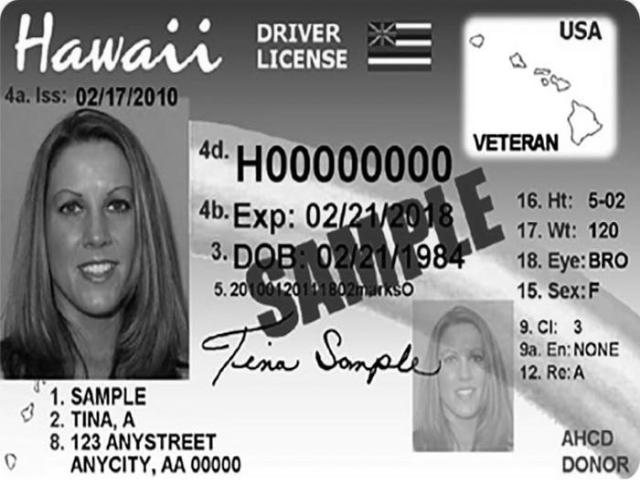 Hawaii DRIVER LICENSE
USA
VETERAN
4a. Iss: 02/17/2010
4d. H00000000
4b. Exp: 02/21/2018
3. DOB: 02/21/1984
5. 20100120111802marksO
SAMPLE
16. Ht: 5-02
17. Wt: 120
18. Eye: BRO
15. Sex: F
9. Cl: 3
9a. En: NONE
12. Re: A
Tina Sample
1. SAMPLE
2. TINA, A
8. 123 ANYSTREET
ANYCITY, AA 00000
AHCD
DONOR